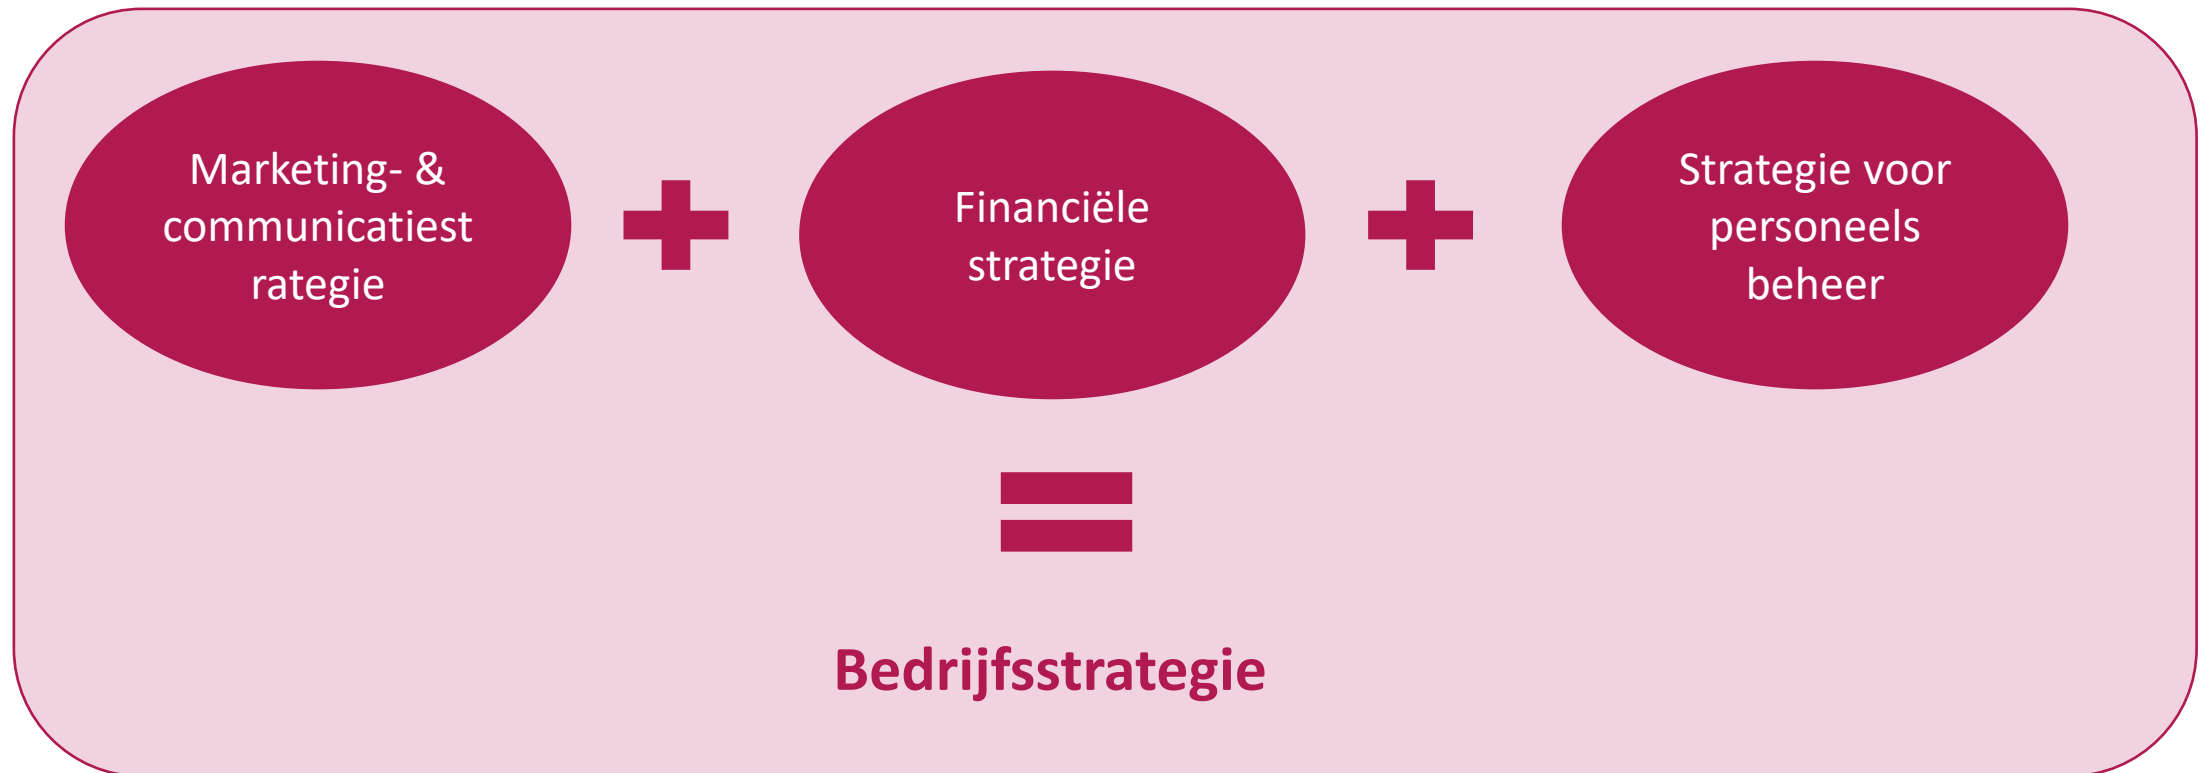 Marketing- &
communicatiest
rategie
Financiële
strategie
Strategie voor
personeels
beheer
Bedrijfsstrategie